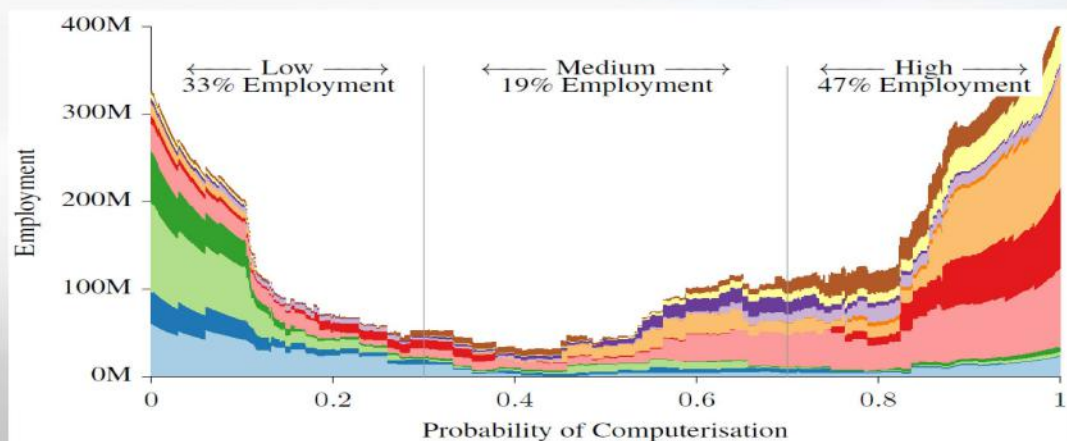 400M
300M
200M
100M
0M
Employment
←— Low —→
33% Employment
←— Medium —→
19% Employment
←— High —→
47% Employment
0 0.2 0.4 0.6 0.8 1
Probability of Computerisation